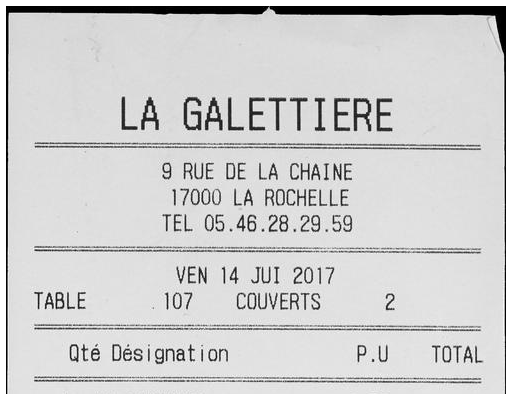 LA GALETTIERE
9 RUE DE LA CHAINE
17000 LA ROCHELLE
TEL 05.46.28.29.59
VEN 14 JUI 2017
TABLE 107 COUVERTS 2
Qté Désignation P.U TOTAL